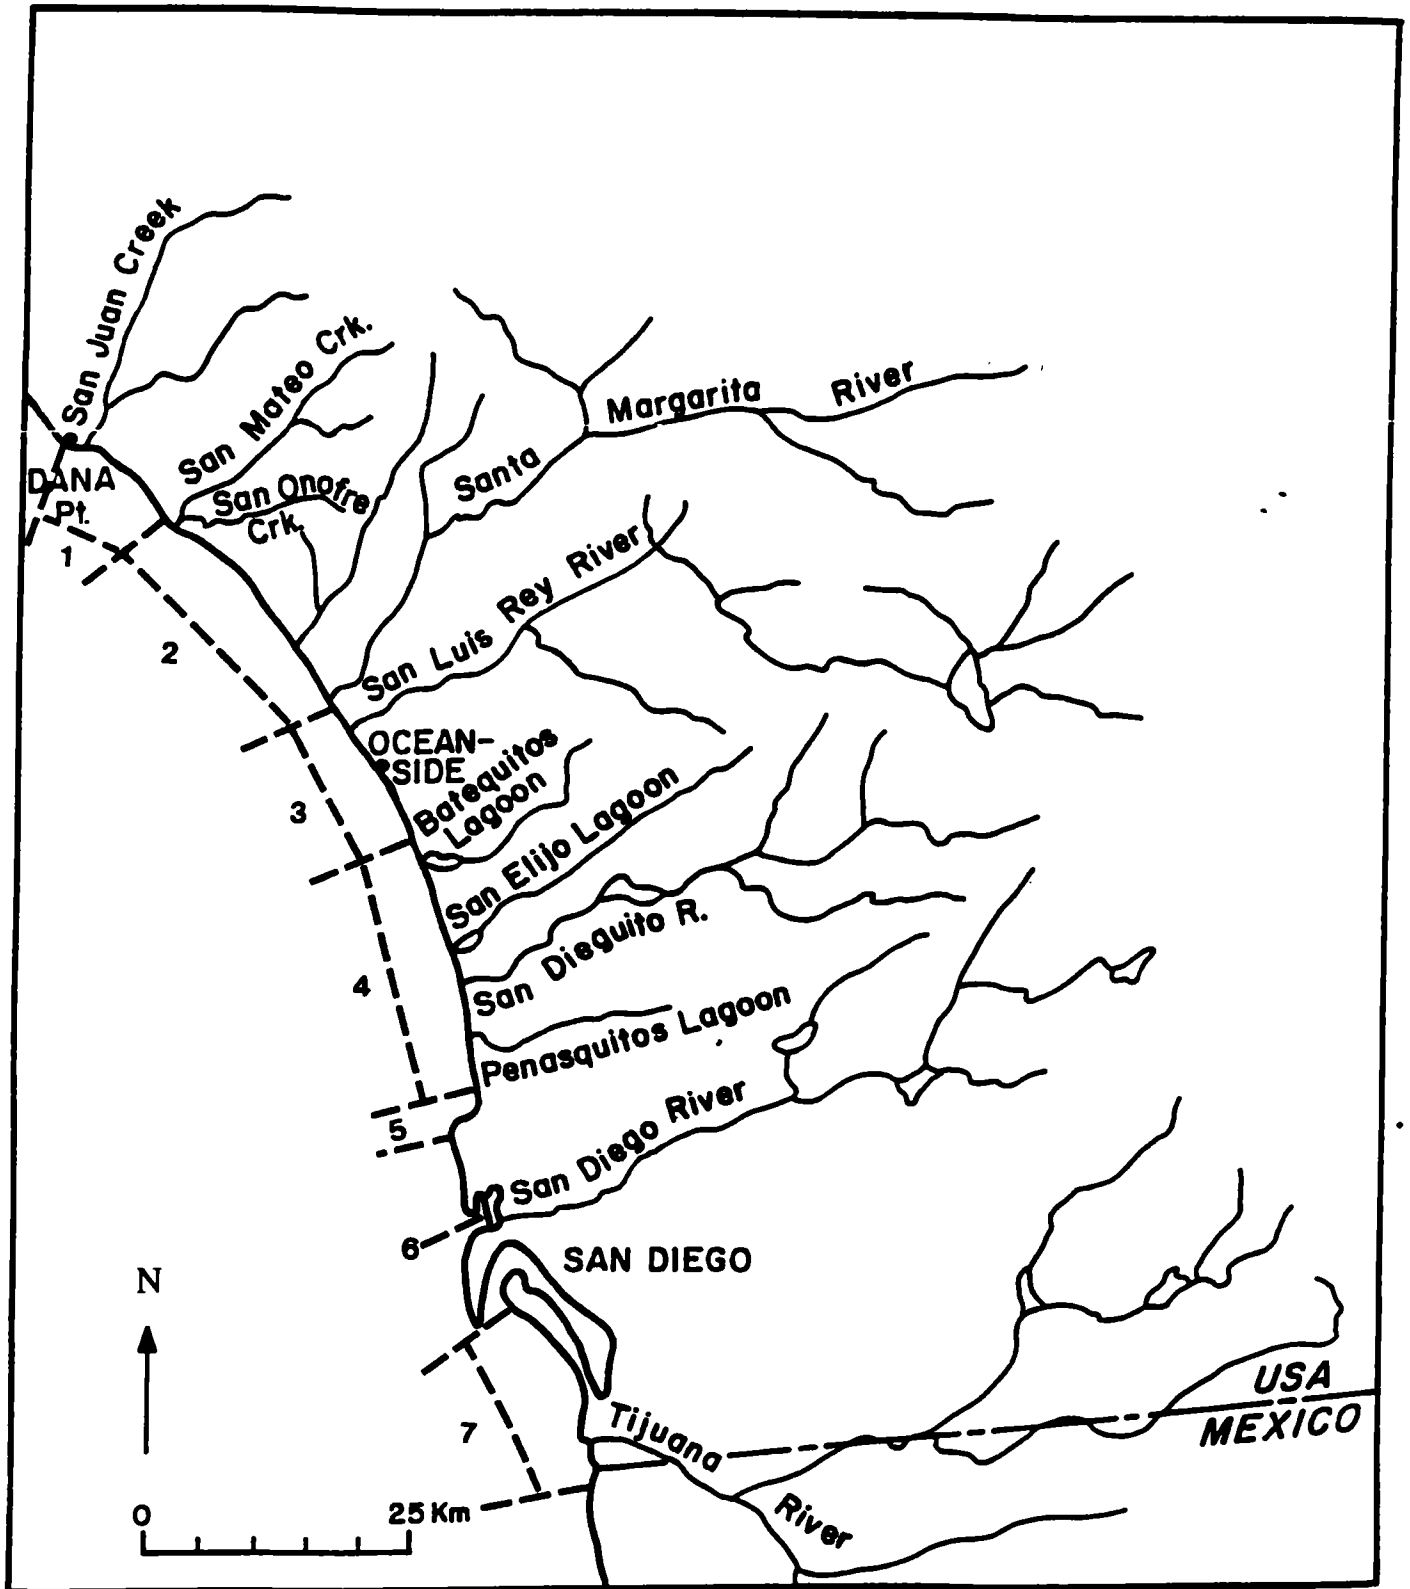 San Juan Creek
San Mateo Crk.
Margarita River
DANA
Pt.
San Onofre
Crk.
Santa
1
San Luis Rey River
2
OCEAN-
SIDE
Batequitos
Lagoon
3
San Elijo Lagoon
San Dieguito R.
4
Penasquitos Lagoon
5
San Diego River
6
SAN DIEGO
N
USA
MEXICO
7
Tijuana
River
0
25 Km